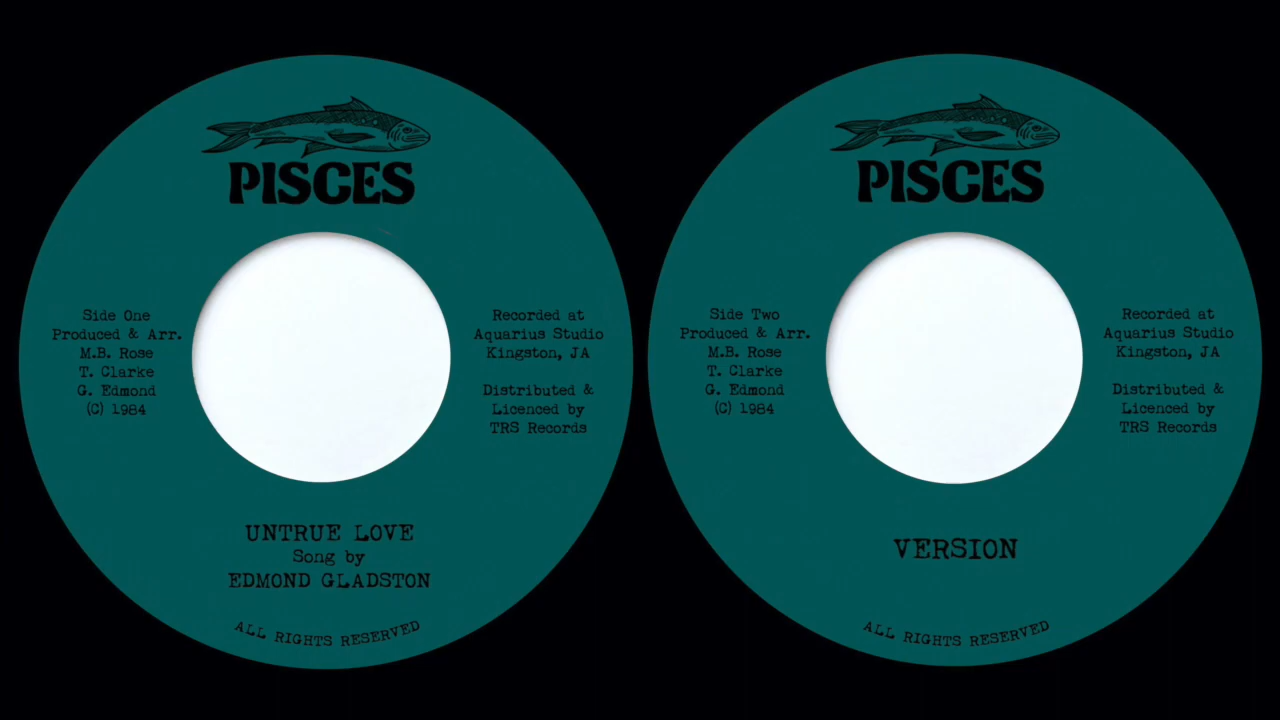 PISCES
Side One
Produced & Arr.
M.B. Rose
T. Clarke
G. Edmond
(C) 1984
Recorded at
Aquarius Studio
Kingston, JA
Distributed &
Licenced by
TRS Records
UNTRUE LOVE
Song by
EDMOND GLADSTON
ALL RIGHTS RESERVED
PISCES
Side Two
Produced & Arr.
M.B. Rose
T. Clarke
G. Edmond
(C) 1984
Recorded at
Aquarius Studio
Kingston, JA
Distributed &
Licenced by
TRS Records
VERSION
ALL RIGHTS RESERVED